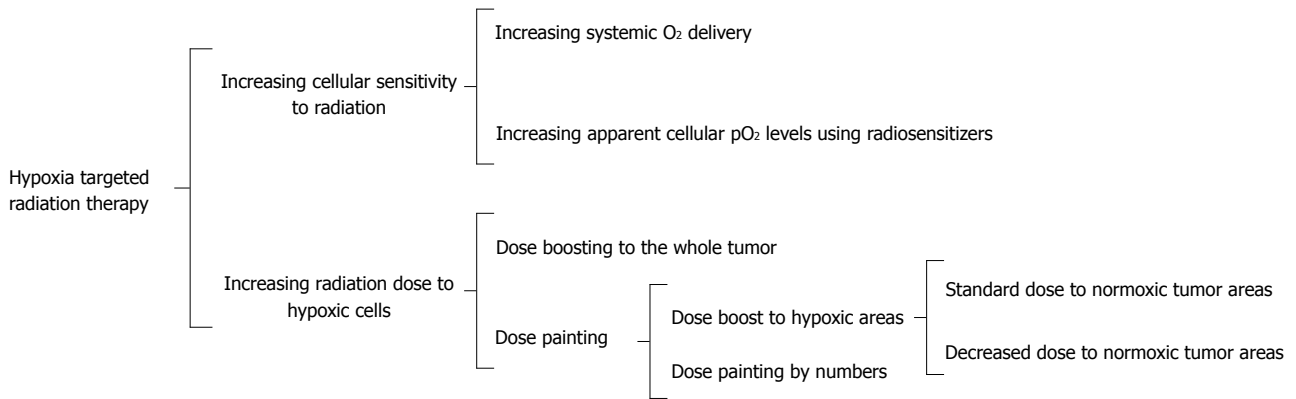 Hypoxia targeted
radiation therapy
Increasing cellular sensitivity
to radiation
Increasing systemic O₂ delivery
Increasing apparent cellular pO₂ levels using radiosensitizers
Increasing radiation dose to
hypoxic cells
Dose boosting to the whole tumor
Dose painting
Dose boost to hypoxic areas
Standard dose to normoxic tumor areas
Decreased dose to normoxic tumor areas
Dose painting by numbers